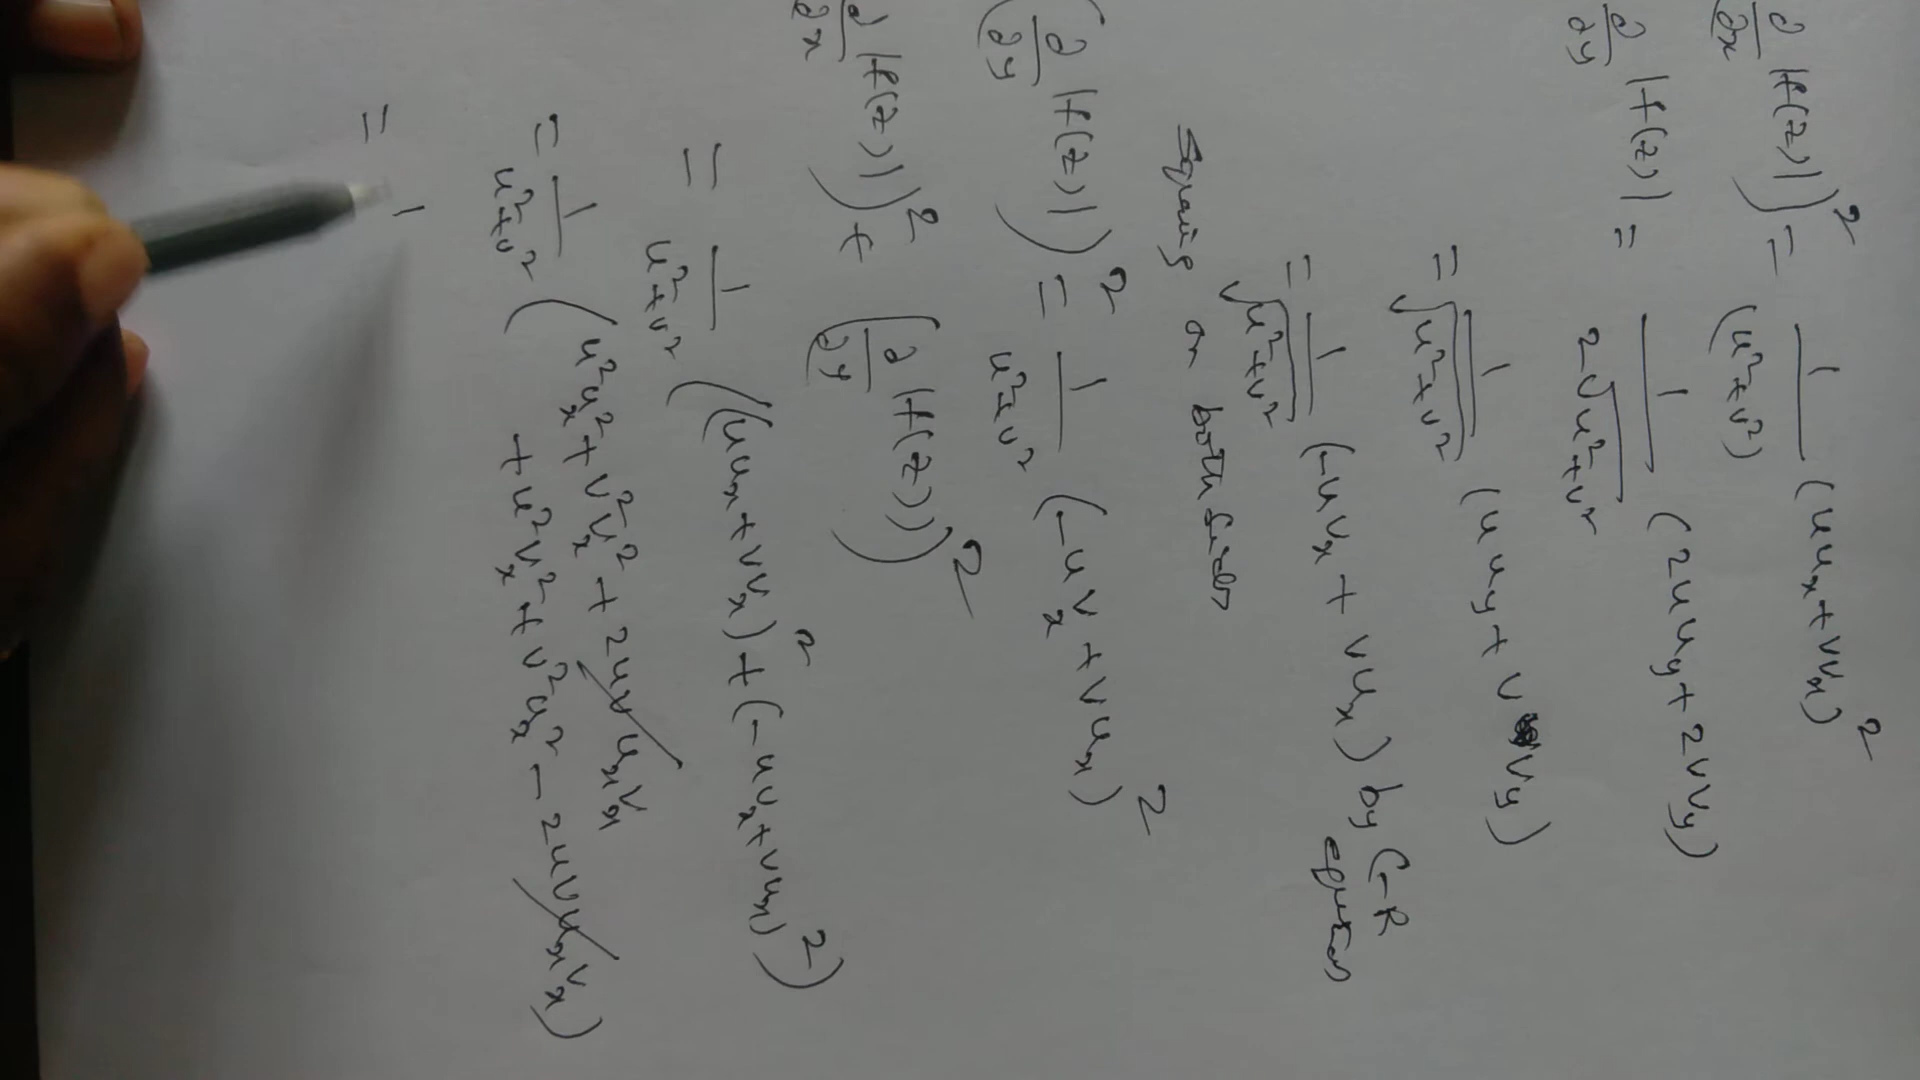 ∂/∂x |f(z)|)² = 1/(u²+v²) (uuₓ+vvₓ)²
∂/∂y |f(z)| = 1/(2√(u²+v²)) (2uu_y+2vv_y)
= 1/√(u²+v²) (uu_y+vv_y)
= 1/√(u²+v²) (-uvₓ+vuₓ) by C-R equation
Squaring on both sides
(∂/∂y |f(z)|)² = 1/(u²+v²) (-uvₓ+vuₓ)²
∂/∂x |f(z)|)² + (∂/∂y |f(z)|)²
= 1/(u²+v²) ((uuₓ+vvₓ)²+(-uvₓ+vuₓ)²)
= 1/(u²+v²) (u²uₓ²+v²vₓ²+2uvuₓvₓ
+u²vₓ²+v²uₓ²-2uvuₓvₓ)
= 1